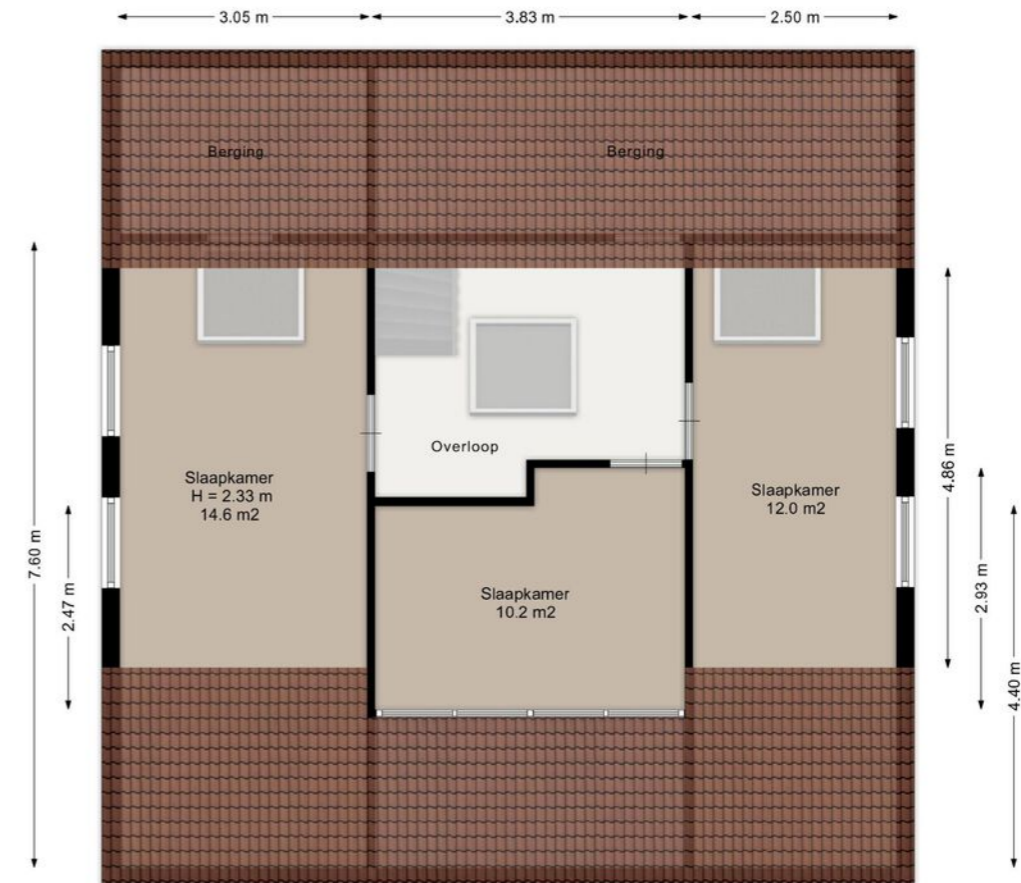 3.05 m
3.83 m
2.50 m
Berging
Berging
Overloop
Slaapkamer
H = 2.33 m
14.6 m2
Slaapkamer
12.0 m2
Slaapkamer
10.2 m2
7.60 m
2.47 m
4.86 m
2.93 m
4.40 m